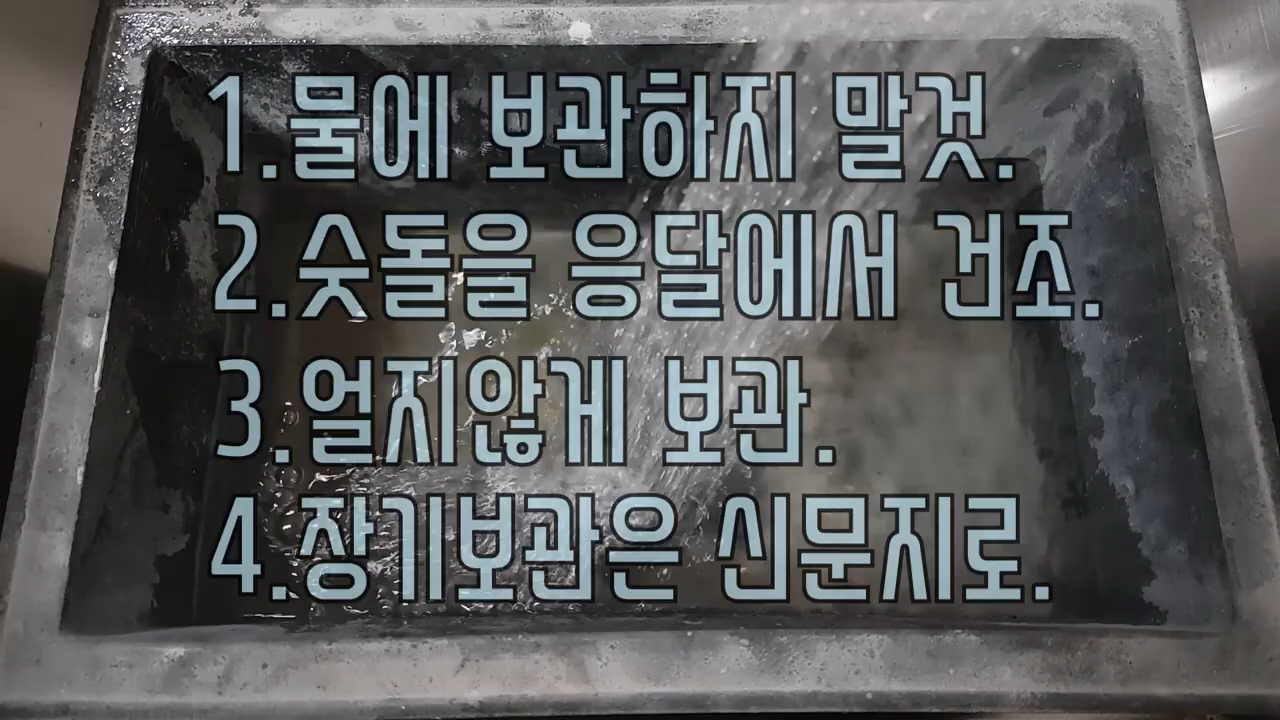 1.물에 보관하지 말것.
2.숫돌을 응달에서 건조.
3.얼지않게 보관.
4.장기보관은 신문지로.